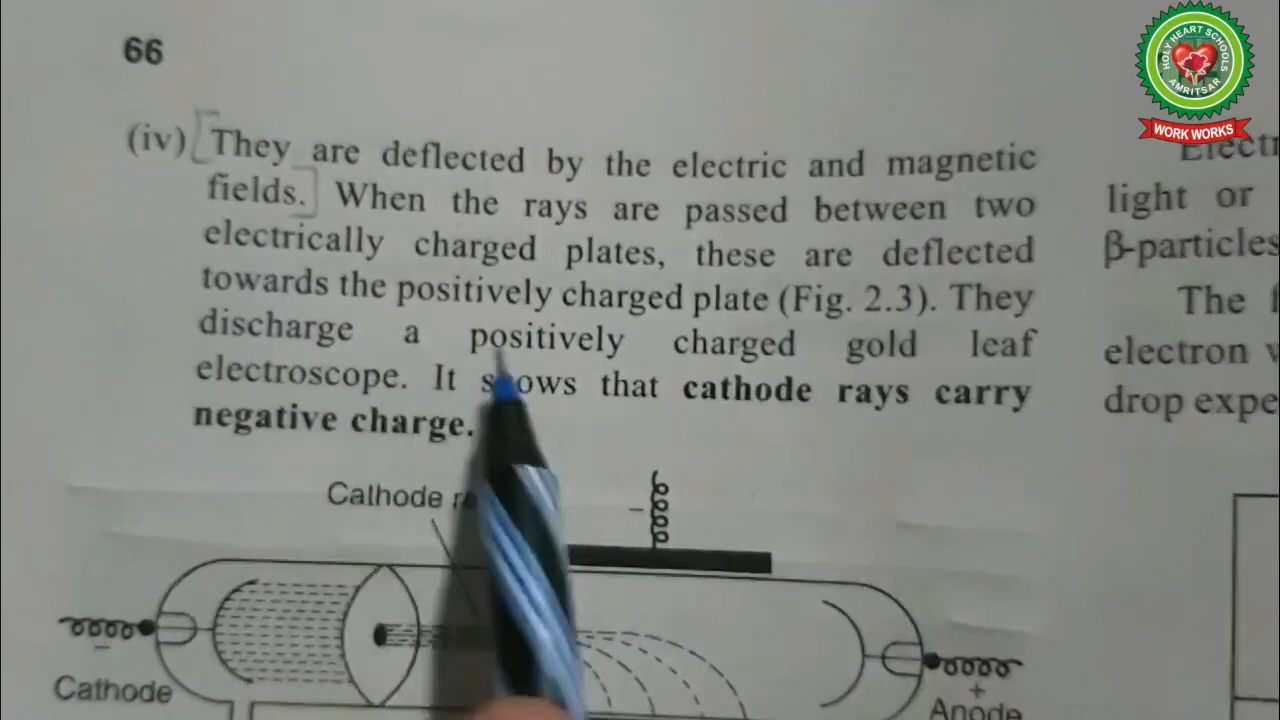 66
HOLY HEART SCHOOLS
AMRITSAR
WORK WORKS
(iv) They are deflected by the electric and magnetic
fields. When the rays are passed between two
electrically charged plates, these are deflected
towards the positively charged plate (Fig. 2.3). They
discharge a positively charged gold leaf
electroscope. It shows that cathode rays carry
negative charge.
light or
β-particles
The
electron
Cathode
–
–
Cathode
+
Anode